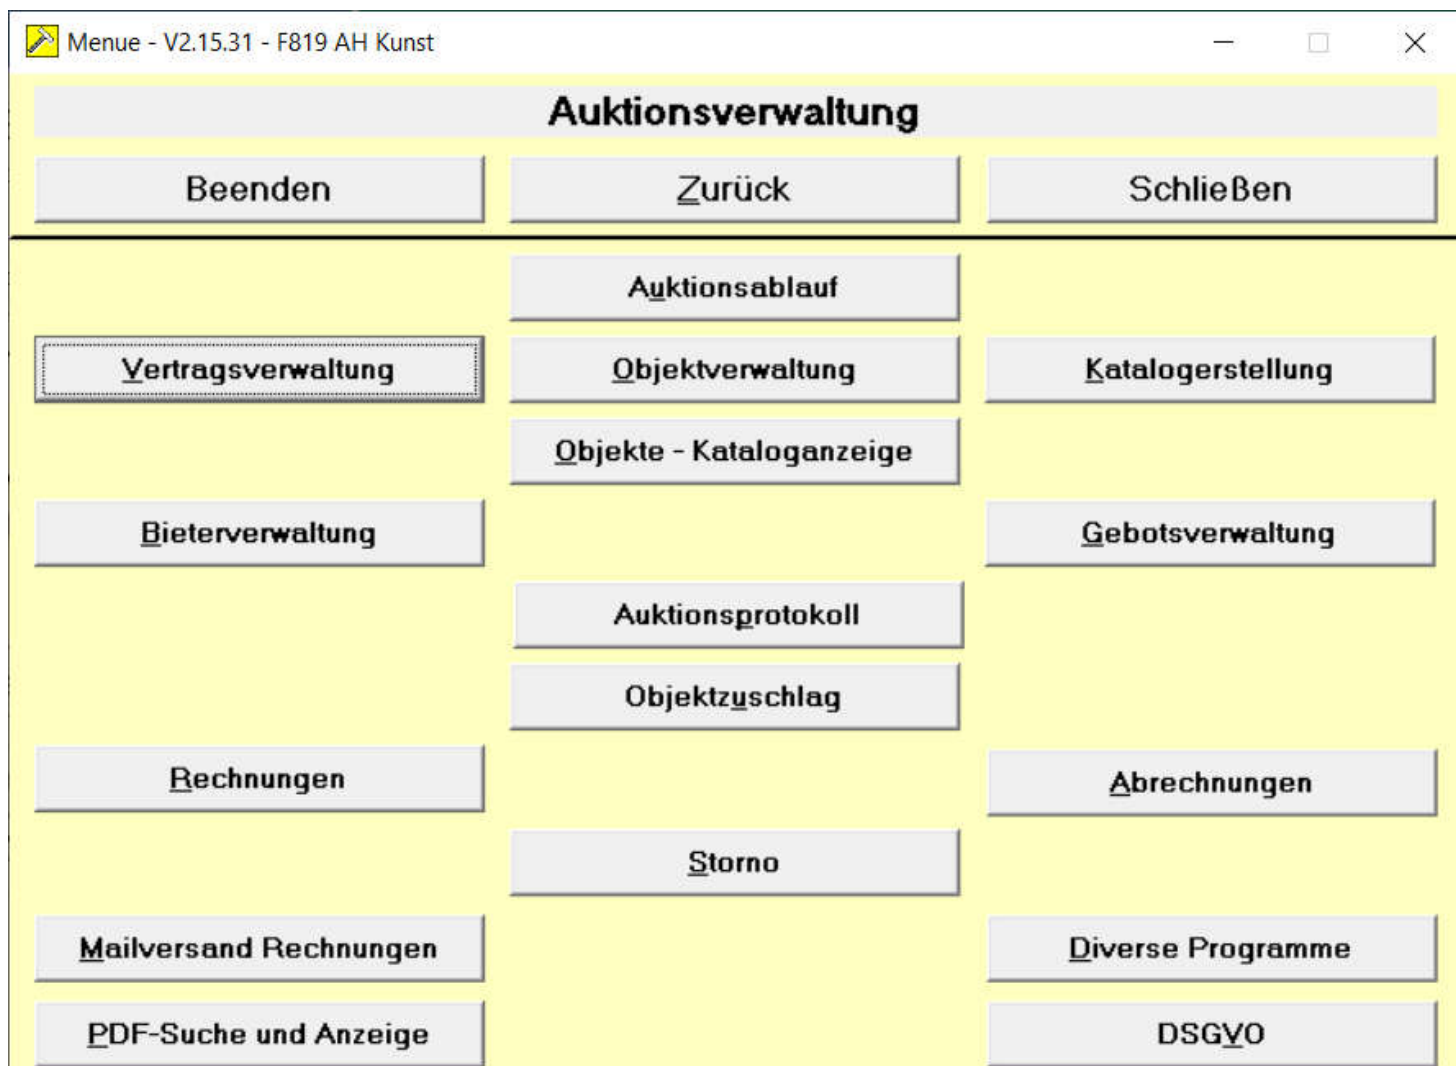 Menue - V2.15.31 - F819 AH Kunst
Auktionsverwaltung
Beenden Zurück Schließen
Auktionsablauf
Vertragsverwaltung Objektverwaltung Katalogerstellung
Objekte - Kataloganzeige
Bieterverwaltung Gebotsverwaltung
Auktionsprotokoll
Objektzuschlag
Rechnungen Abrechnungen
Storno
Mailversand Rechnungen Diverse Programme
PDF-Suche und Anzeige DSGVO